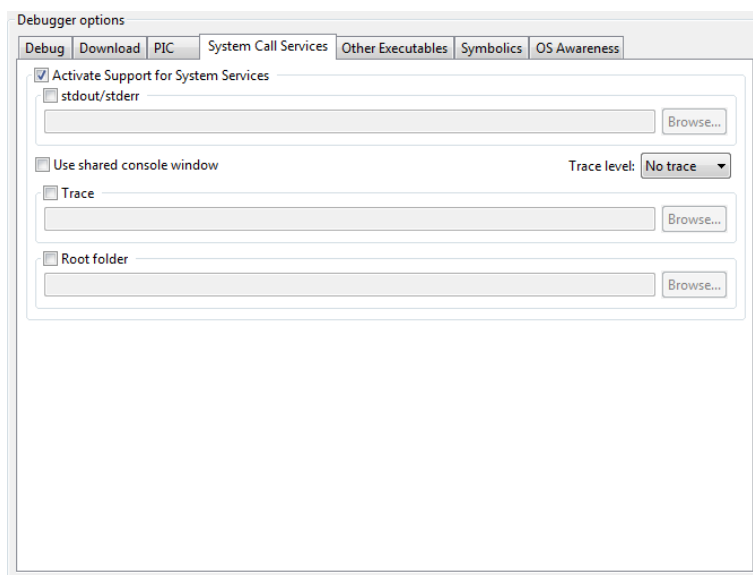 Debugger options
Debug Download PIC System Call Services Other Executables Symbolics OS Awareness
Activate Support for System Services
stdout/stderr
Browse...
Use shared console window Trace level: No trace
Trace
Browse...
Root folder
Browse...